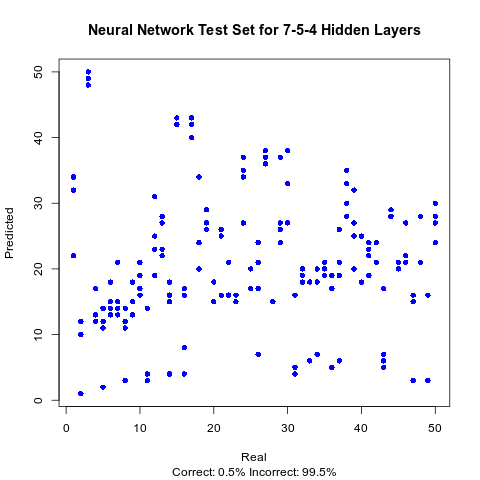 Neural Network Test Set for 7-5-4 Hidden Layers
50
40
30
20
10
0
Predicted
0 10 20 30 40 50
Real
Correct: 0.5% Incorrect: 99.5%